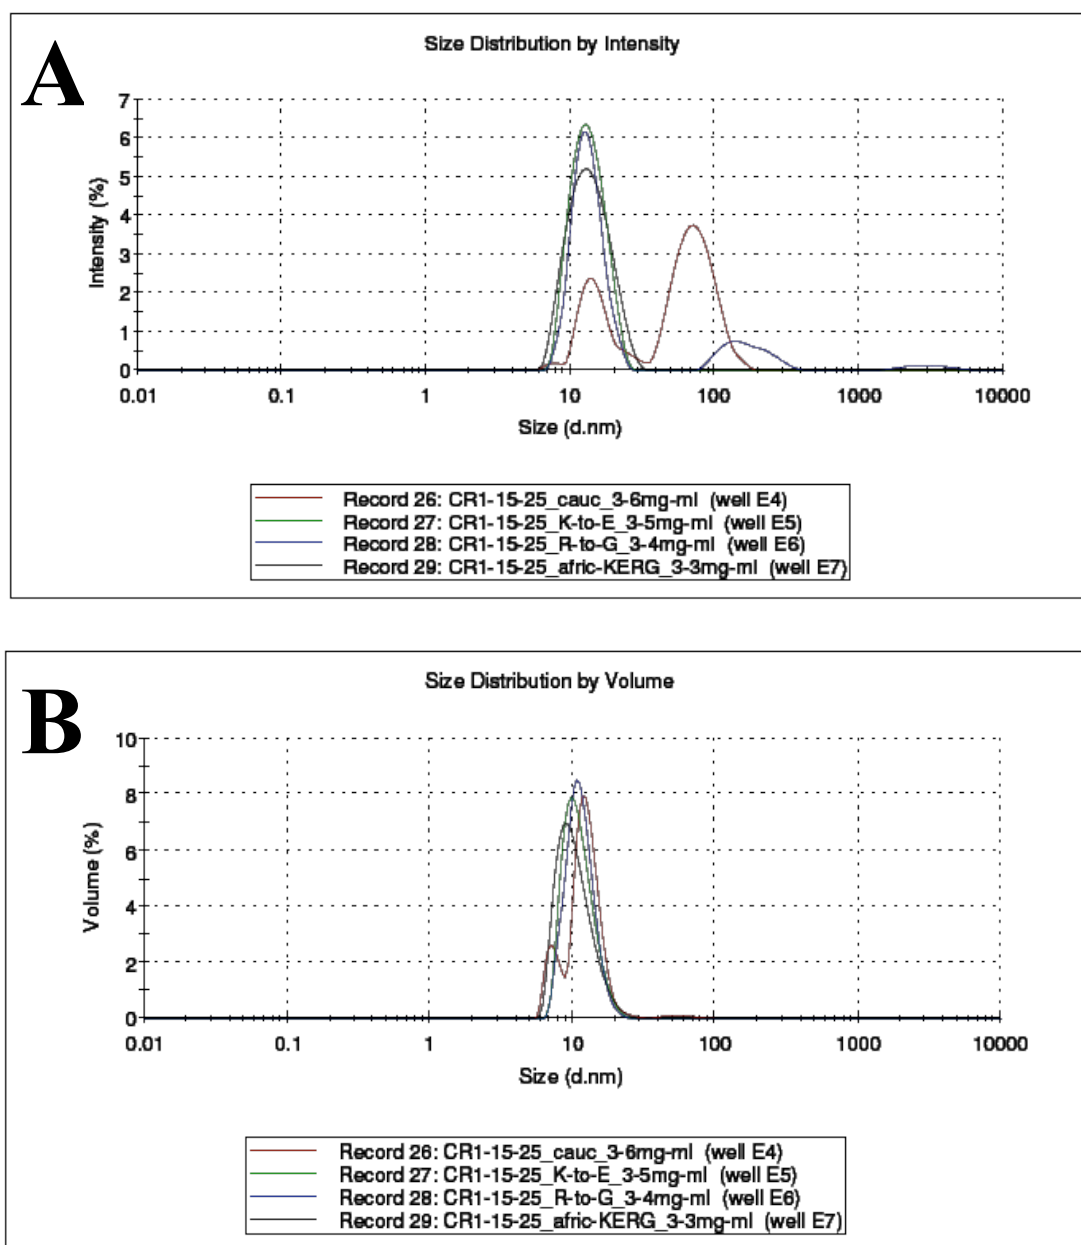 A
Size Distribution by Intensity
7
6
5
4
3
2
1
0
Intensity (%)
0.01 0.1 1 10 100 1000 10000
Size (d.nm)
Record 26: CR1-15-25_cauc_3-6mg-ml (well E4)
Record 27: CR1-15-25_K-to-E_3-5mg-ml (well E5)
Record 28: CR1-15-25_R-to-G_3-4mg-ml (well E6)
Record 29: CR1-15-25_afric-KERG_3-3mg-ml (well E7)
B
Size Distribution by Volume
10
8
6
4
2
0
Volume (%)
0.01 0.1 1 10 100 1000 10000
Size (d.nm)
Record 26: CR1-15-25_cauc_3-6mg-ml (well E4)
Record 27: CR1-15-25_K-to-E_3-5mg-ml (well E5)
Record 28: CR1-15-25_R-to-G_3-4mg-ml (well E6)
Record 29: CR1-15-25_afric-KERG_3-3mg-ml (well E7)